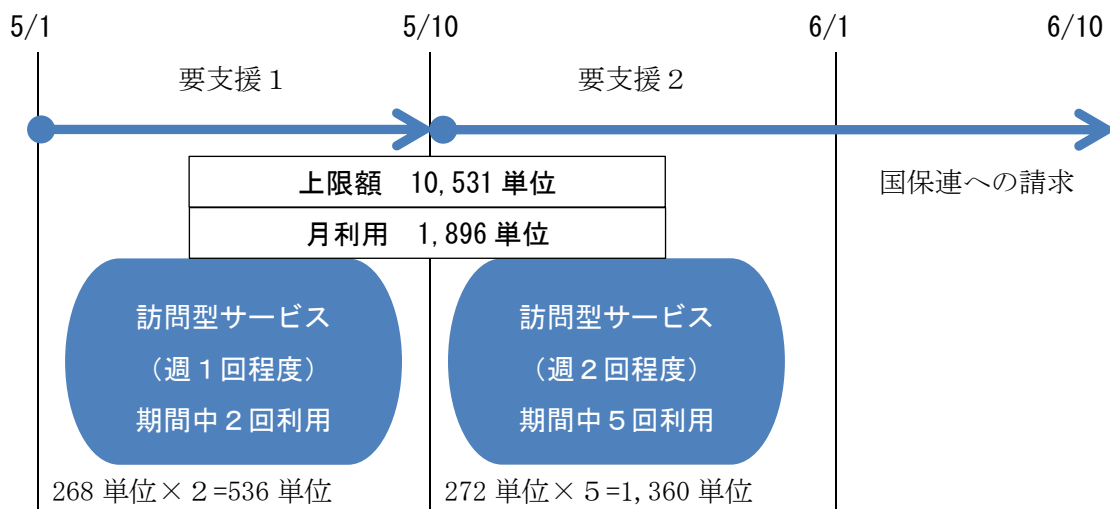 5/1
5/10
6/1
6/10
要支援１
要支援２
上限額　10,531 単位
国保連への請求
月利用　1,896 単位
訪問型サービス
（週１回程度）
期間中２回利用
訪問型サービス
（週２回程度）
期間中５回利用
268 単位×２=536 単位
272 単位×５=1,360 単位